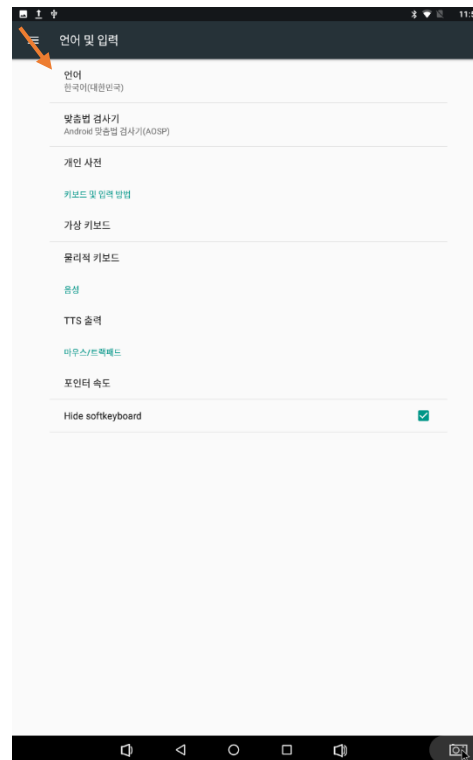 11:5
언어 및 입력
언어
한국어(대한민국)
맞춤법 검사기
Android 맞춤법 검사기(AOSP)
개인 사전
키보드 및 입력 방법
가상 키보드
물리적 키보드
음성
TTS 출력
마우스/트랙패드
포인터 속도
Hide softkeyboard